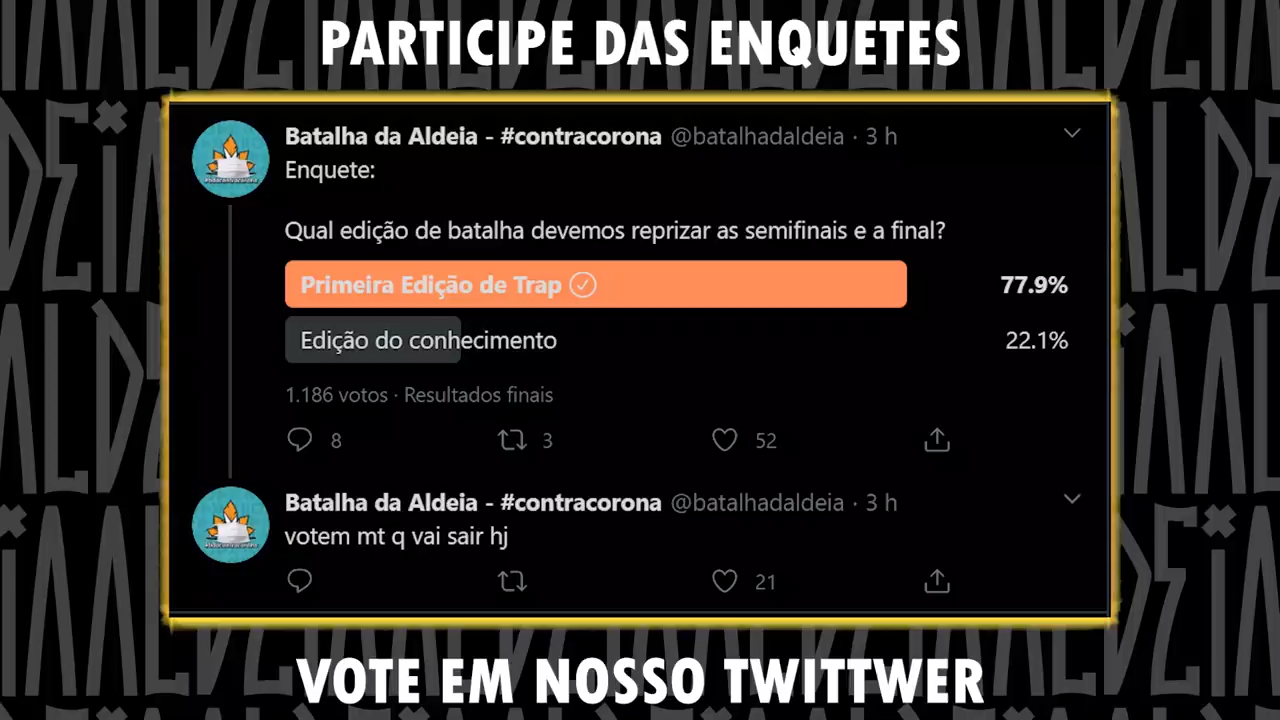 PARTICIPE DAS ENQUETES
Batalha da Aldeia - #contracorona @batalhadaldeia · 3 h
Enquete:
Qual edição de batalha devemos reprizar as semifinais e a final?
Primeira Edição de Trap 77.9%
Edição do conhecimento 22.1%
1.186 votos · Resultados finais
8 3 52
Batalha da Aldeia - #contracorona @batalhadaldeia · 3 h
votem mt q vai sair hj
21
VOTE EM NOSSO TWITTWER